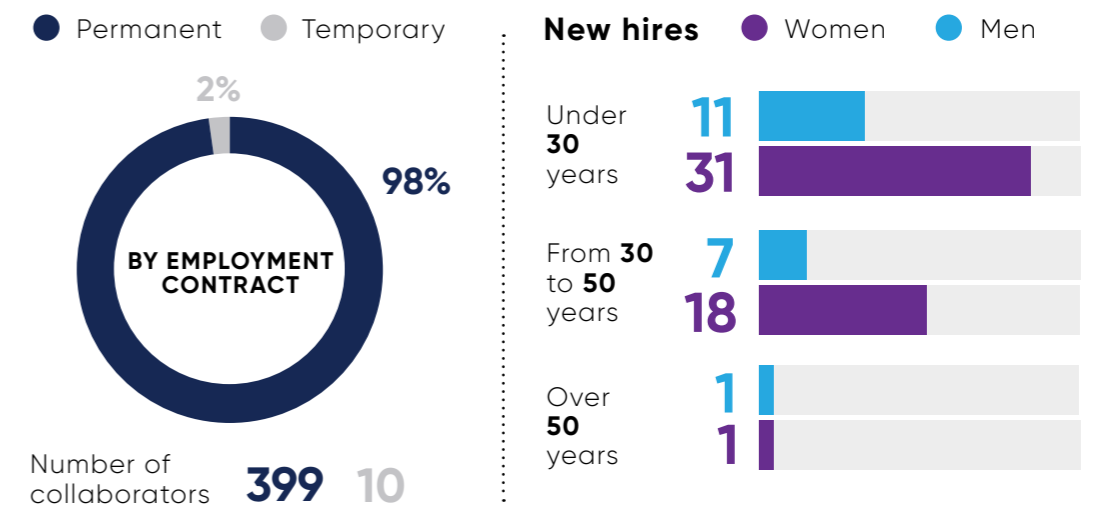 Permanent
Temporary
2%
98%
BY EMPLOYMENT
CONTRACT
Number of
collaborators
399
10
New hires
Women
Men
Under
30
years
11
31
From 30
to 50
years
7
18
Over
50
years
1
1